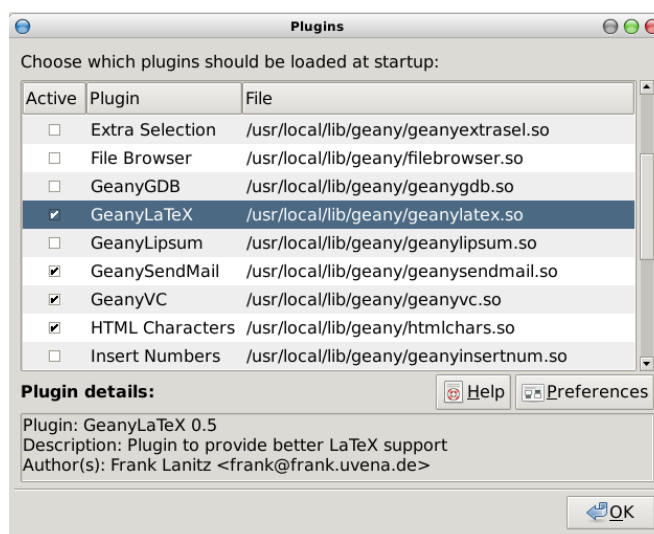 Plugins
Choose which plugins should be loaded at startup:
Active Plugin File
Extra Selection /usr/local/lib/geany/geanyextrasel.so
File Browser /usr/local/lib/geany/filebrowser.so
GeanyGDB /usr/local/lib/geany/geanygdb.so
GeanyLaTeX /usr/local/lib/geany/geanylatex.so
GeanyLipsum /usr/local/lib/geany/geanylipsum.so
GeanySendMail /usr/local/lib/geany/geanysendmail.so
GeanyVC /usr/local/lib/geany/geanyvc.so
HTML Characters /usr/local/lib/geany/htmlchars.so
Insert Numbers /usr/local/lib/geany/geanyinsertnum.so
Plugin details: Help Preferences
Plugin: GeanyLaTeX 0.5
Description: Plugin to provide better LaTeX support
Author(s): Frank Lanitz <frank@frank.uvena.de>
OK